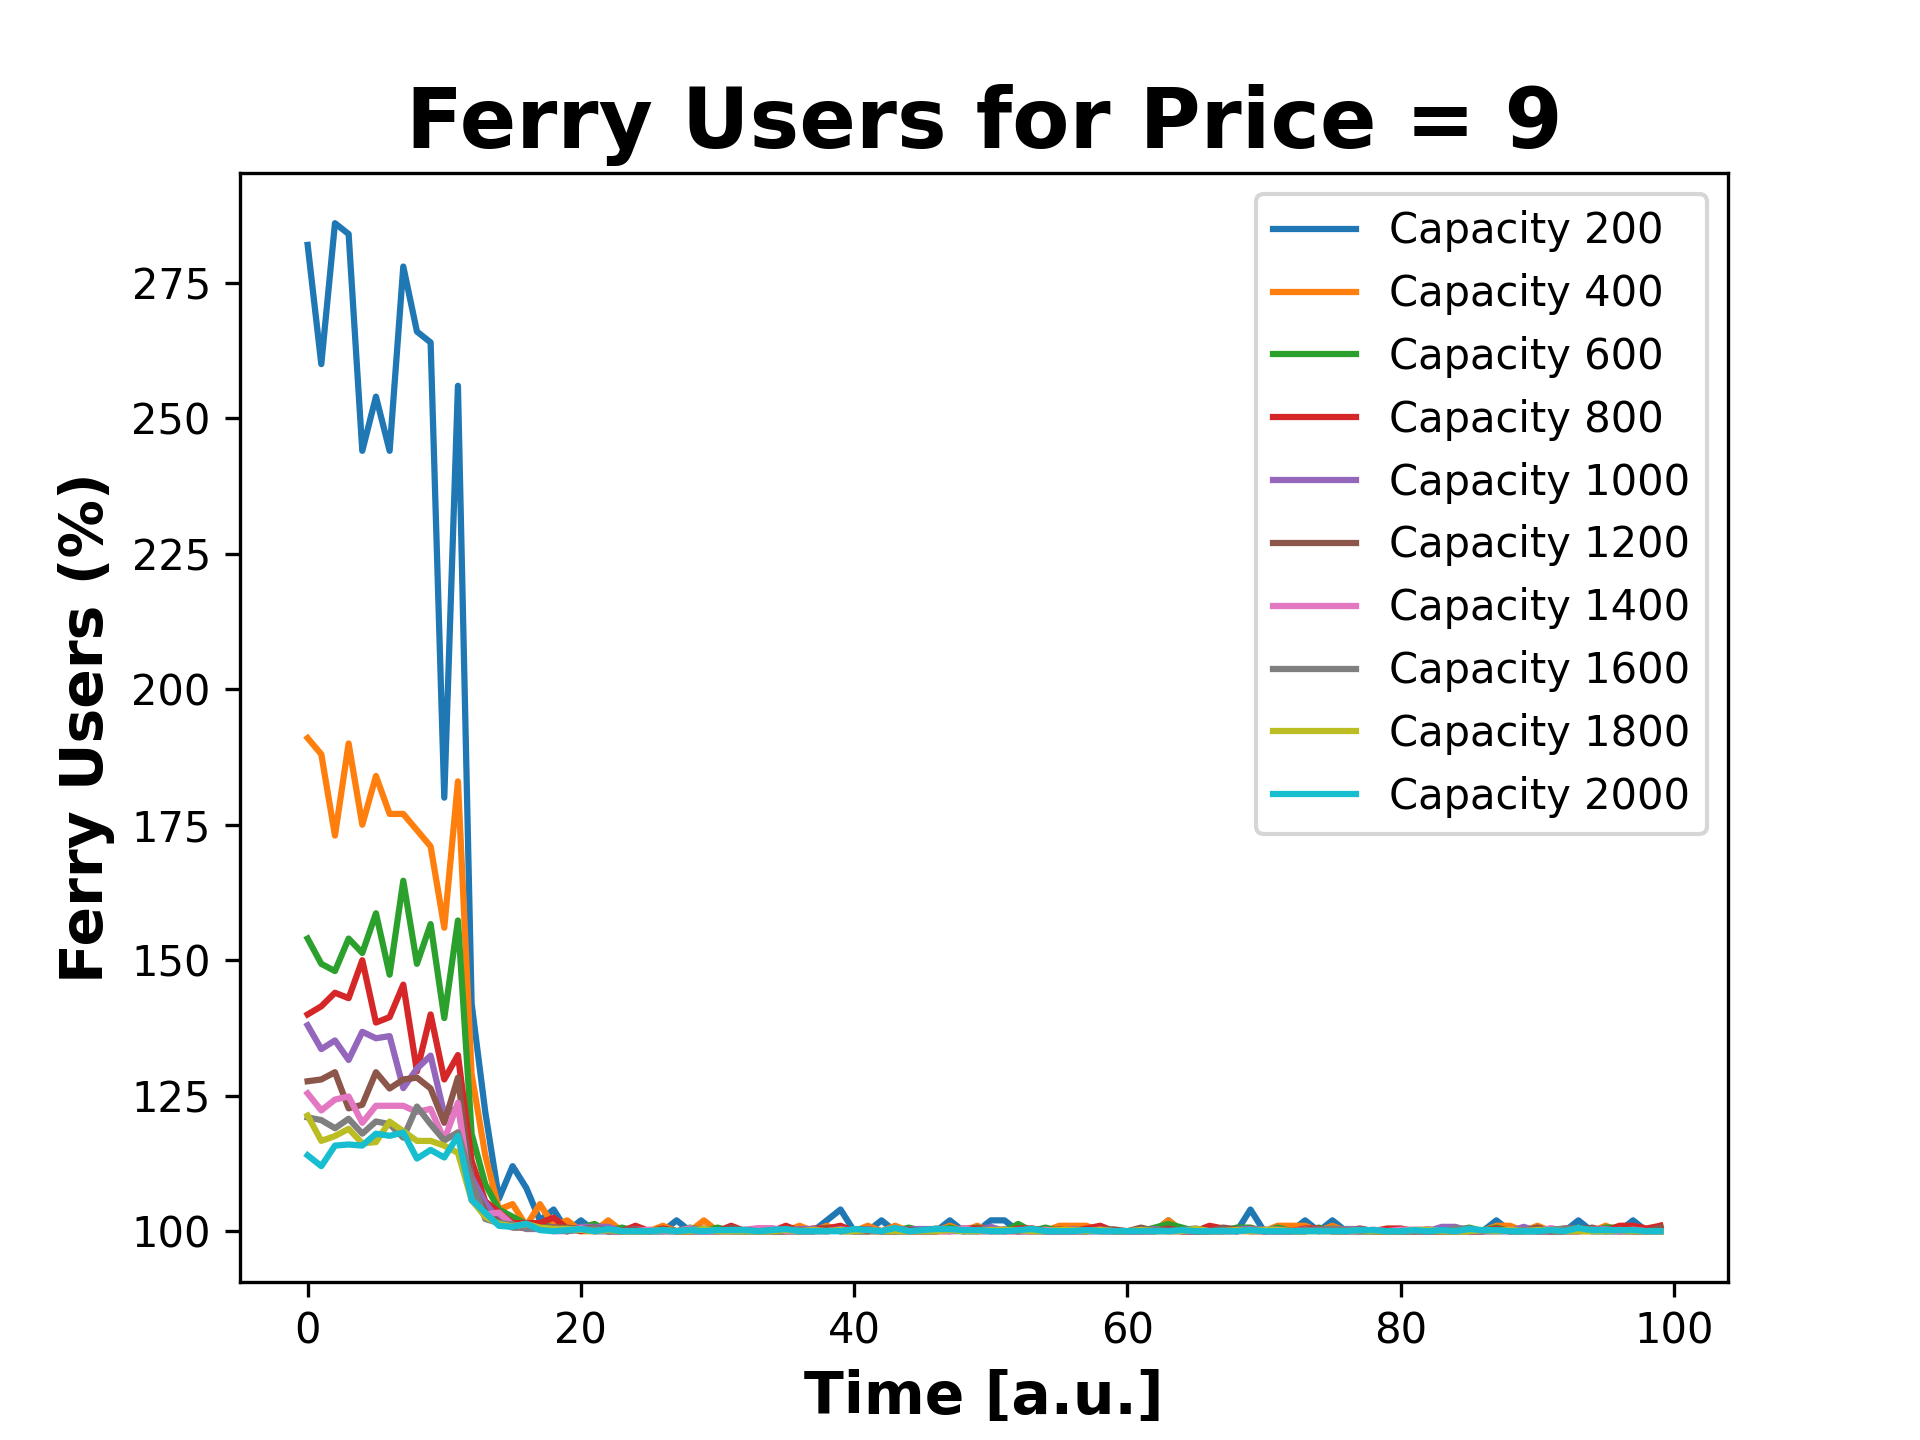 Ferry Users for Price = 9
Ferry Users (%)
275
250
225
200
175
150
125
100
0 20 40 60 80 100
Time [a.u.]
Capacity 200
Capacity 400
Capacity 600
Capacity 800
Capacity 1000
Capacity 1200
Capacity 1400
Capacity 1600
Capacity 1800
Capacity 2000